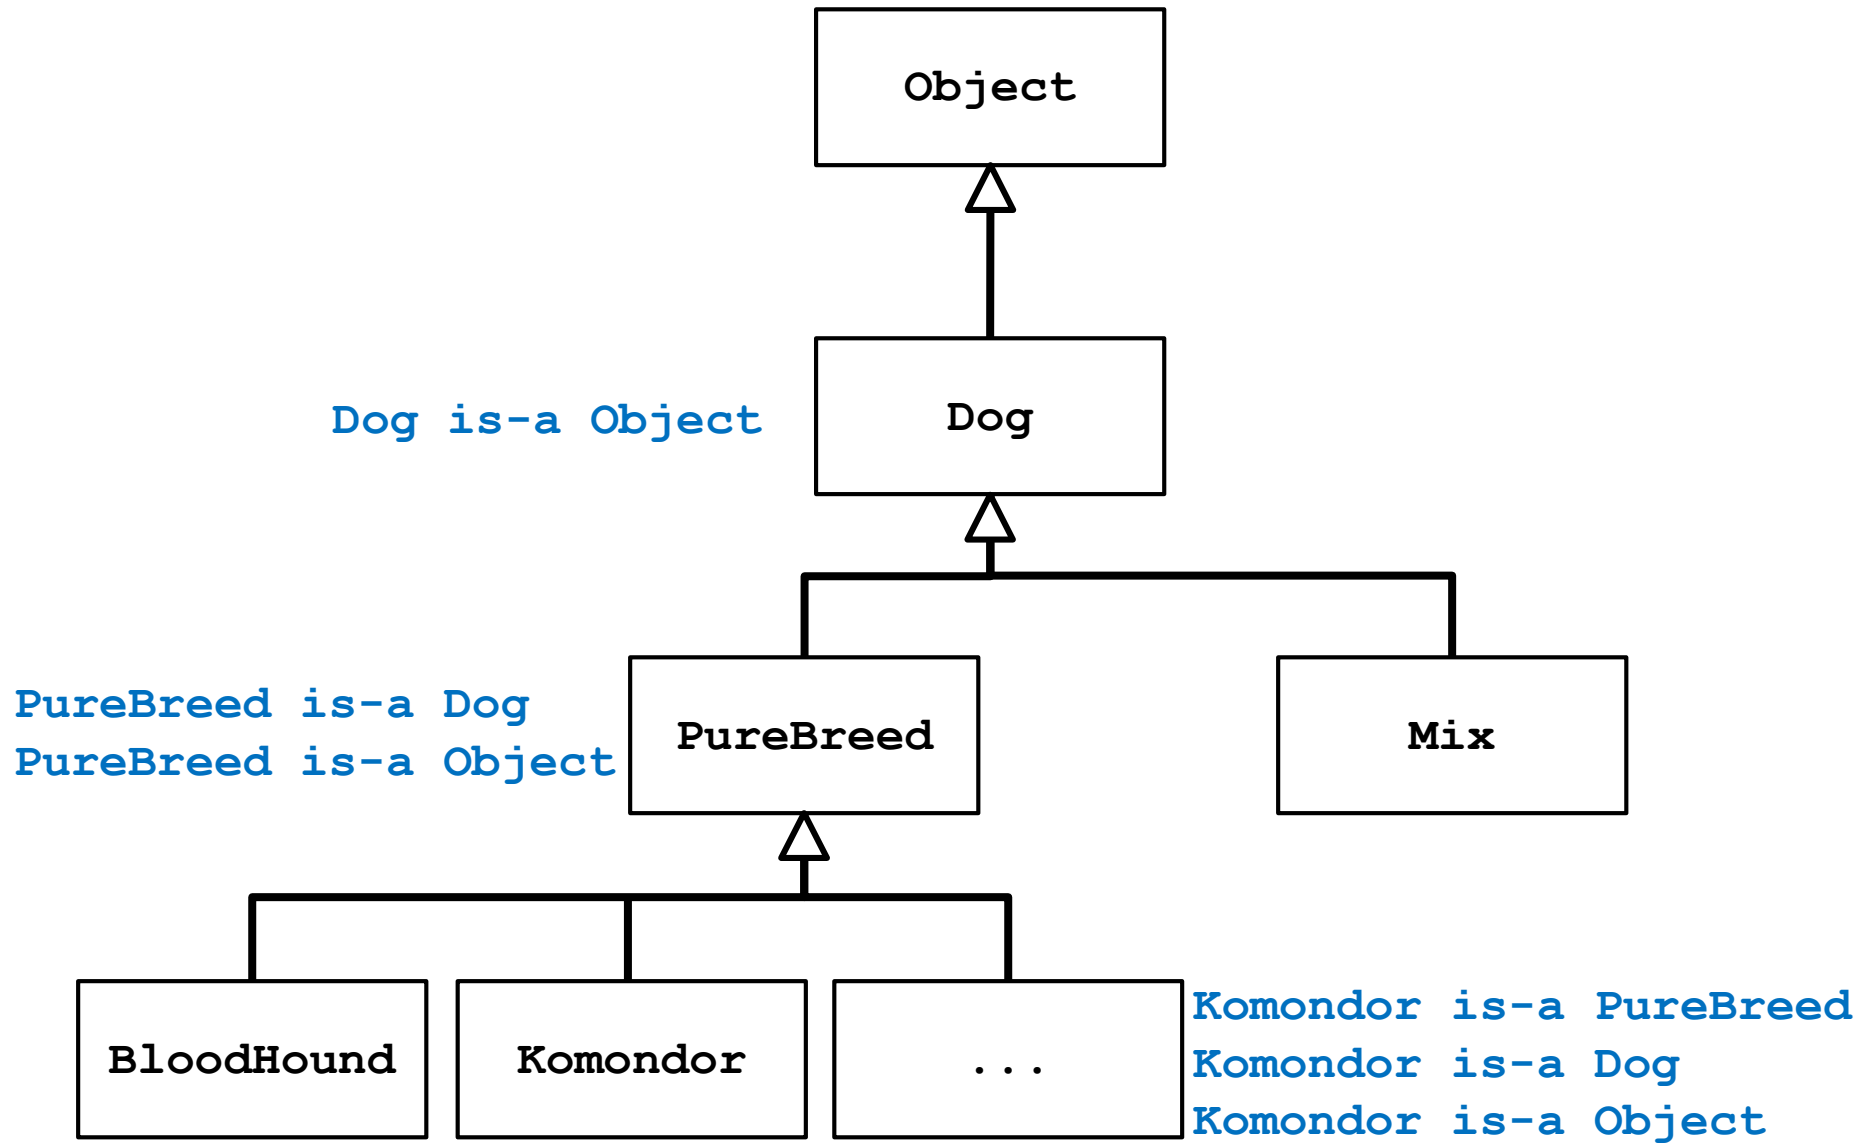 Object
Dog is-a Object
Dog
PureBreed is-a Dog
PureBreed is-a Object
PureBreed
Mix
BloodHound
Komondor
...
Komondor is-a PureBreed
Komondor is-a Dog
Komondor is-a Object